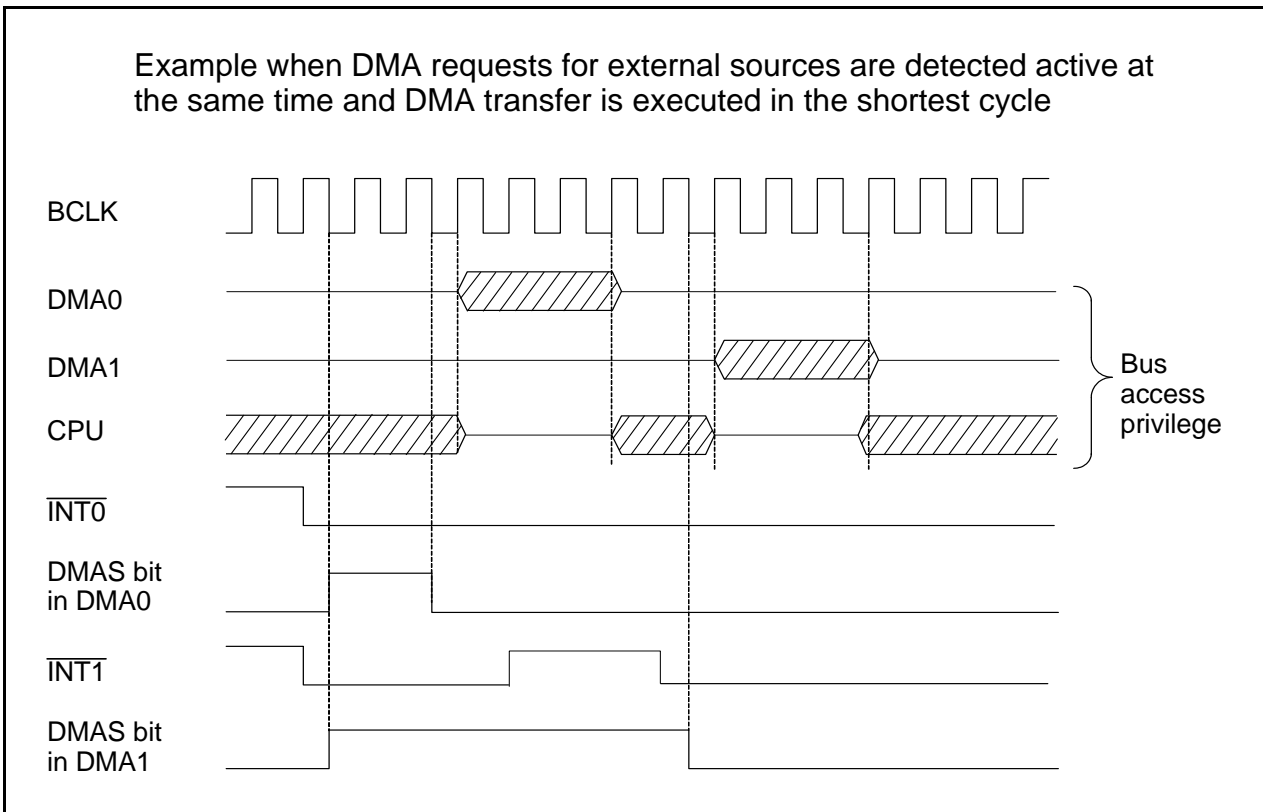 Example when DMA requests for external sources are detected active at
the same time and DMA transfer is executed in the shortest cycle
BCLK
DMA0
DMA1
CPU
Bus
access
privilege
INT0
DMAS bit
in DMA0
INT1
DMAS bit
in DMA1